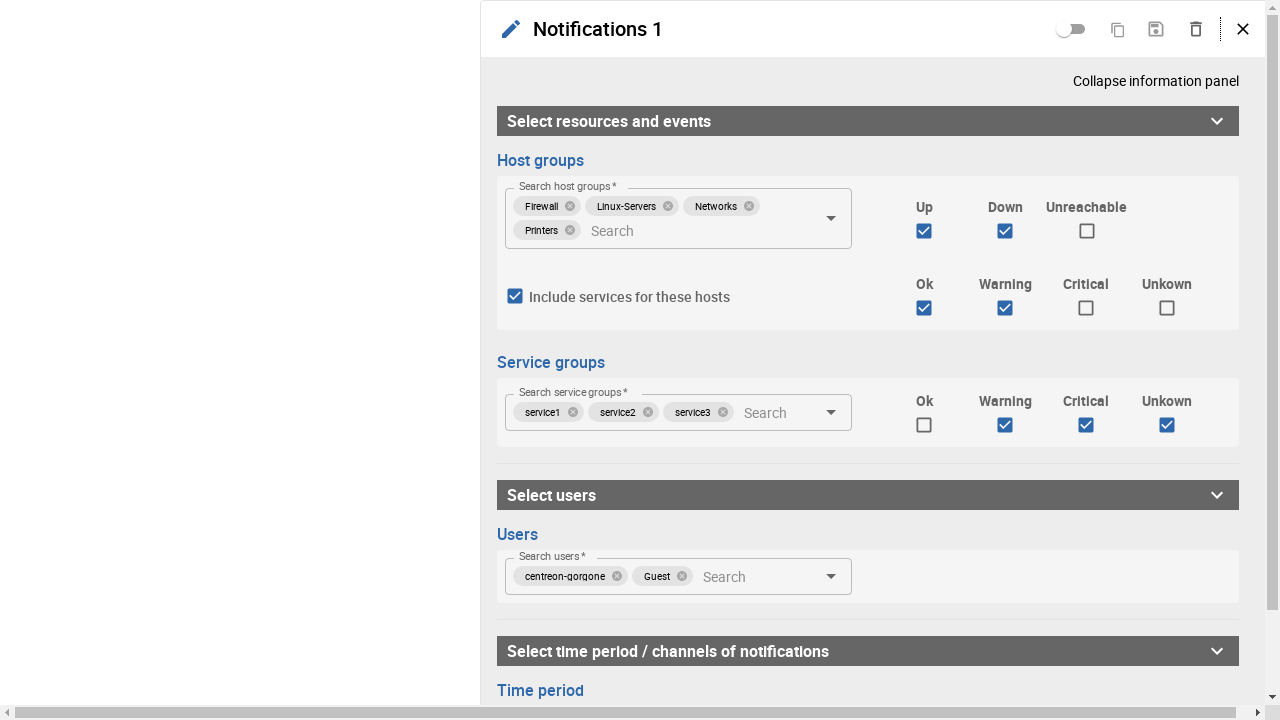 Notifications 1
Collapse information panel
Select resources and events
Host groups
Search host groups *
Firewall Linux-Servers Networks
Printers Search
Up Down Unreachable
Include services for these hosts
Ok Warning Critical Unkown
Service groups
Search service groups *
service1 service2 service3 Search
Ok Warning Critical Unkown
Select users
Users
Search users *
centreon-gorgone Guest Search
Select time period / channels of notifications
Time period